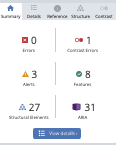 Summary Details Reference Structure Contrast
0 1
Errors Contrast Errors
3 8
Alerts Features
27 31
Structural Elements ARIA
View details ›